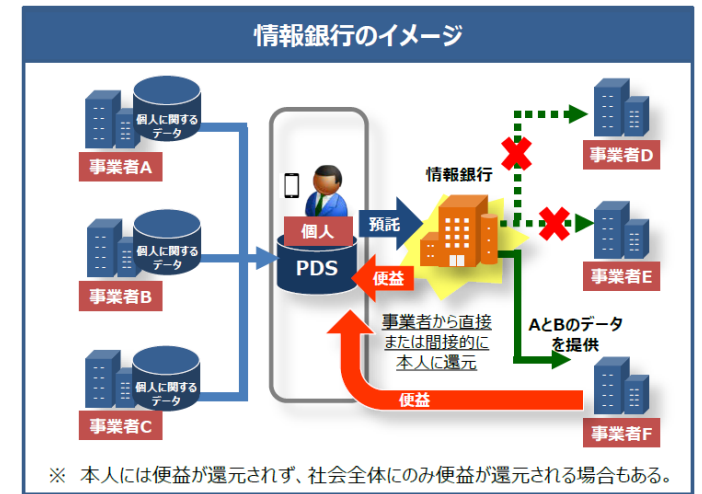 情報銀行のイメージ
個人に関する
データ
事業者A
個人に関する
データ
事業者B
個人に関する
データ
事業者C
個人
PDS
預託
便益
情報銀行
事業者から直接
または間接的に
本人に還元
便益
事業者D
事業者E
AとBのデータ
を提供
事業者F
※ 本人には便益が還元されず、社会全体にのみ便益が還元される場合もある。